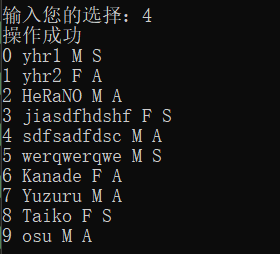 输入您的选择：4
操作成功
0 yhr1 M S
1 yhr2 F A
2 HeRaNO M A
3 jiasdfhdshf F S
4 sdfsadfdsc M A
5 werqwerqwe M S
6 Kanade F A
7 Yuzuru M A
8 Taiko F S
9 osu M A